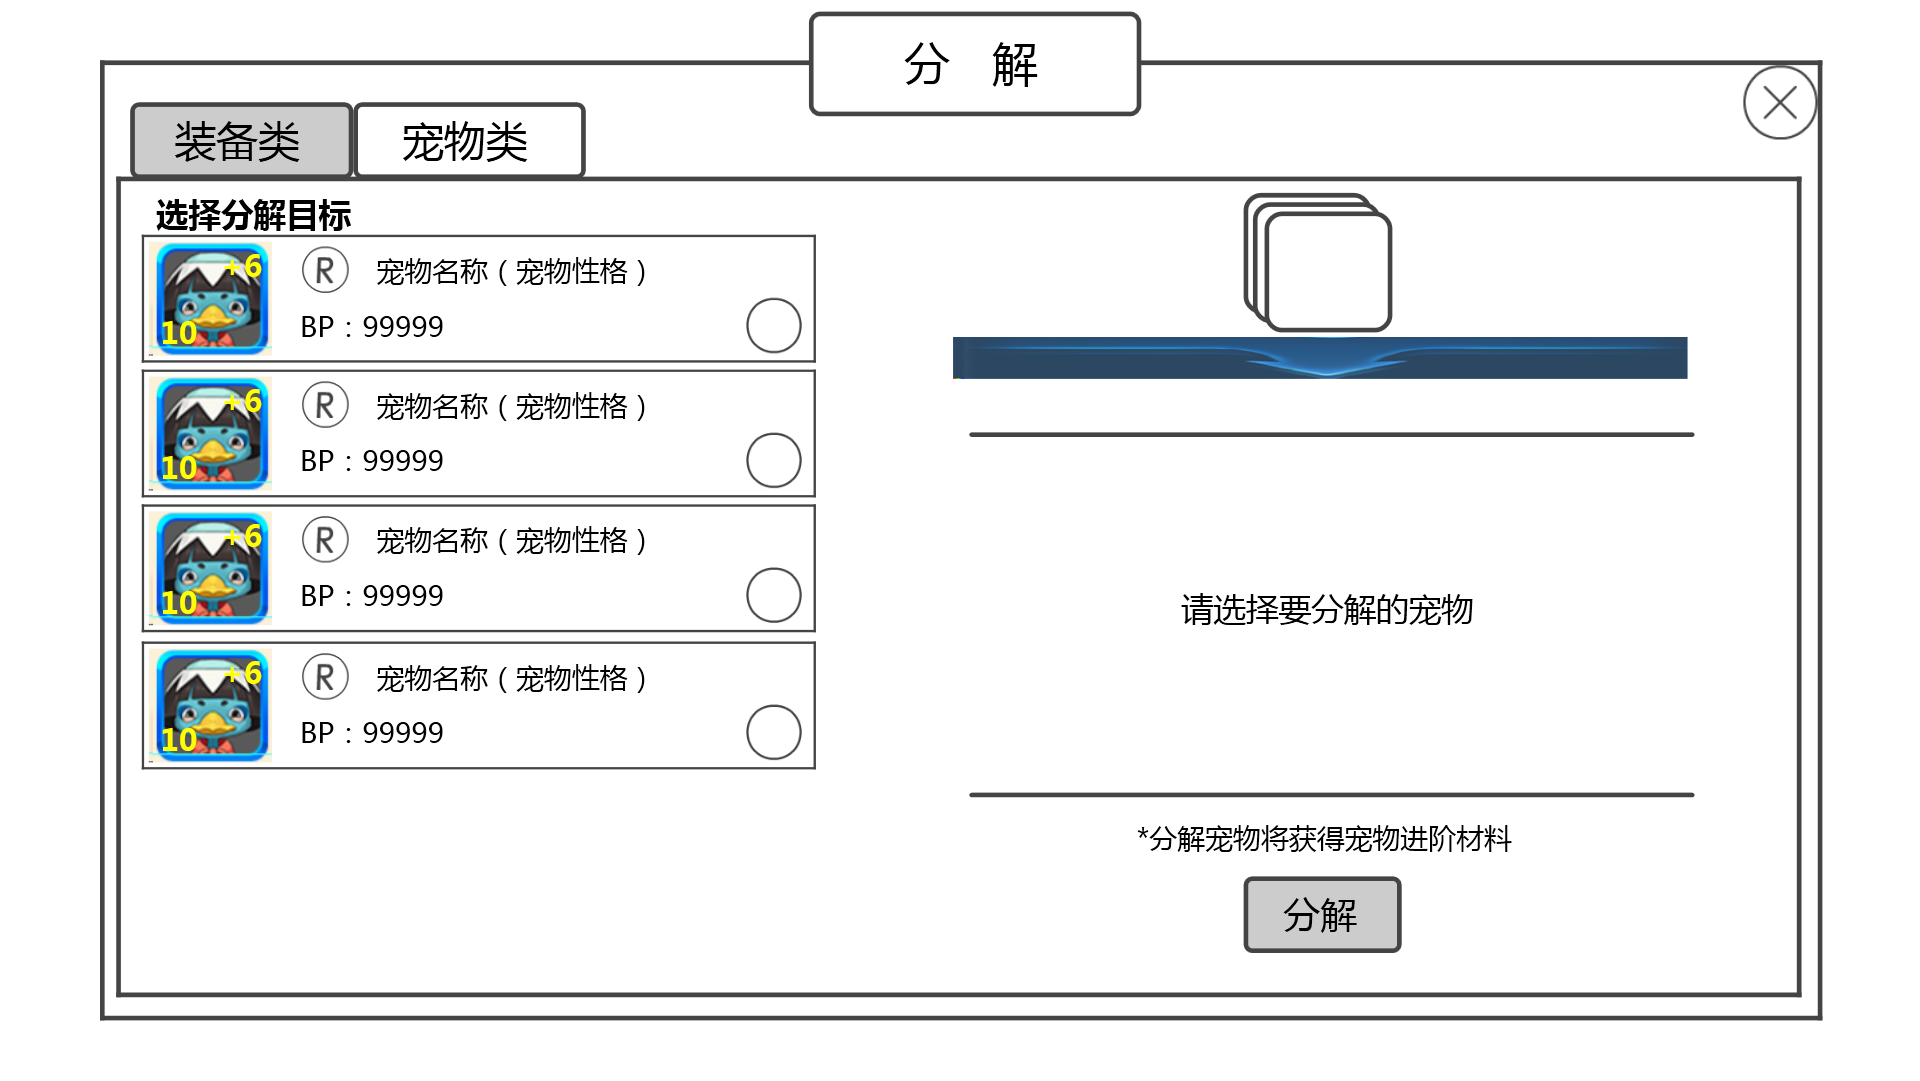 分 解
装备类 宠物类
选择分解目标
+6
10
R 宠物名称（宠物性格）
BP：99999
+6
10
R 宠物名称（宠物性格）
BP：99999
+6
10
R 宠物名称（宠物性格）
BP：99999
+6
10
R 宠物名称（宠物性格）
BP：99999
请选择要分解的宠物
*分解宠物将获得宠物进阶材料
分解